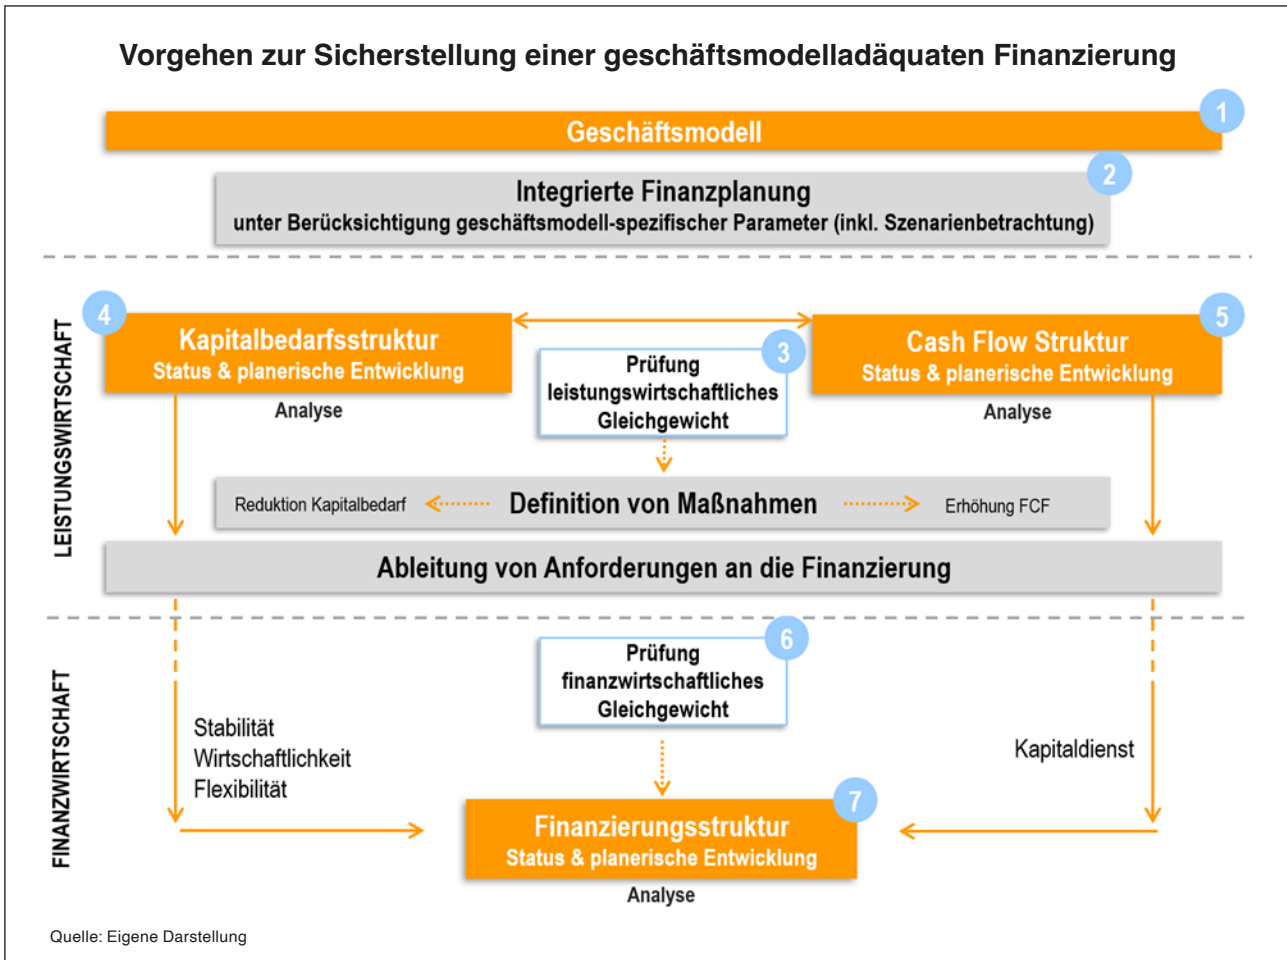 Vorgehen zur Sicherstellung einer geschäftsmodelladäquaten Finanzierung
1
Geschäftsmodell
2
Integrierte Finanzplanung
unter Berücksichtigung geschäftsmodell-spezifischer Parameter (inkl. Szenarienbetrachtung)
LEISTUNGSWIRTSCHAFT
4
Kapitalbedarfsstruktur
Status & planerische Entwicklung
Analyse
3
Prüfung
leistungswirtschaftliches
Gleichgewicht
5
Cash Flow Struktur
Status & planerische Entwicklung
Analyse
Reduktion Kapitalbedarf
Definition von Maßnahmen
Erhöhung FCF
Ableitung von Anforderungen an die Finanzierung
FINANZWIRTSCHAFT
6
Prüfung
finanzwirtschaftliches
Gleichgewicht
Stabilität
Wirtschaftlichkeit
Flexibilität
Kapitaldienst
7
Finanzierungsstruktur
Status & planerische Entwicklung
Analyse
Quelle: Eigene Darstellung